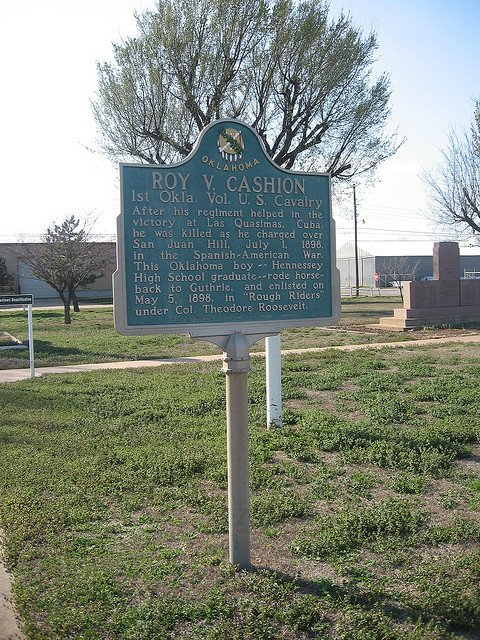 OKLAHOMA
ROY V. CASHION
1st Okla. Vol. U. S. Cavalry
After his regiment helped in the
victory at Las Quasimas, Cuba,
he was killed as he charged over
San Juan Hill, July 1, 1898,
in the Spanish-American War.
This Oklahoma boy -- Hennessey
High School graduate--rode horse-
back to Guthrie, and enlisted on
May 5, 1898, in "Rough Riders"
under Col. Theodore Roosevelt.